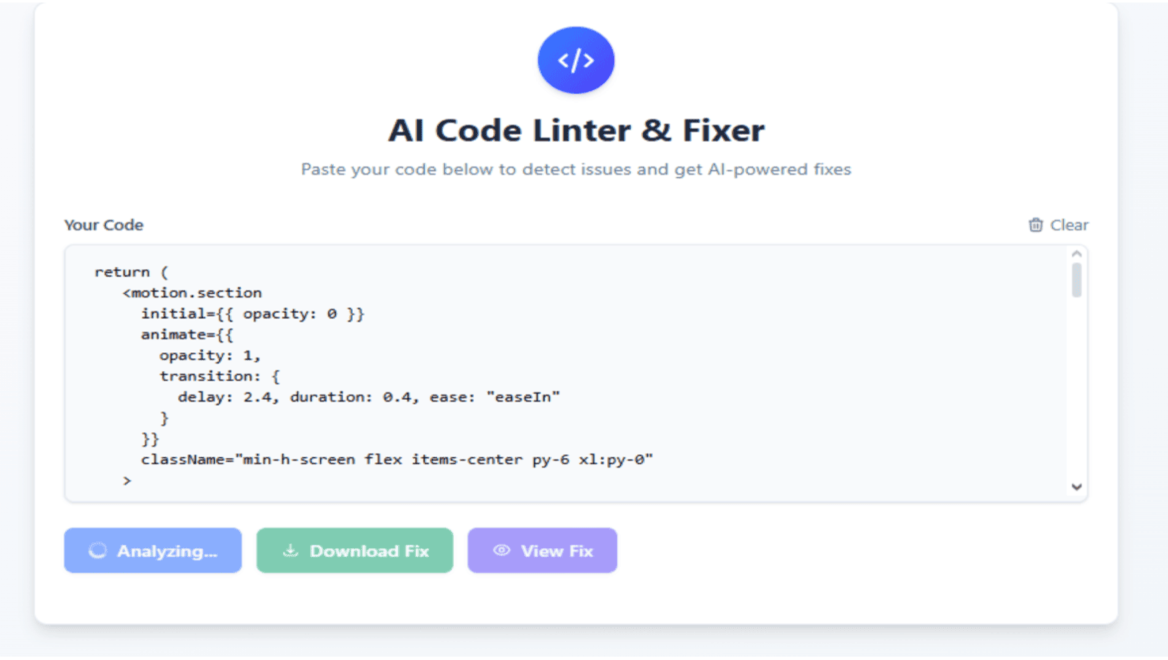 </>
AI Code Linter & Fixer
Paste your code below to detect issues and get AI-powered fixes
Your Code
Clear
return (
<motion.section
initial={{ opacity: 0 }}
animate={{
opacity: 1,
transition: {
delay: 2.4, duration: 0.4, ease: "easeIn"
}
}}
className="min-h-screen flex items-center py-6 xl:py-0"
>
Analyzing...
Download Fix
View Fix